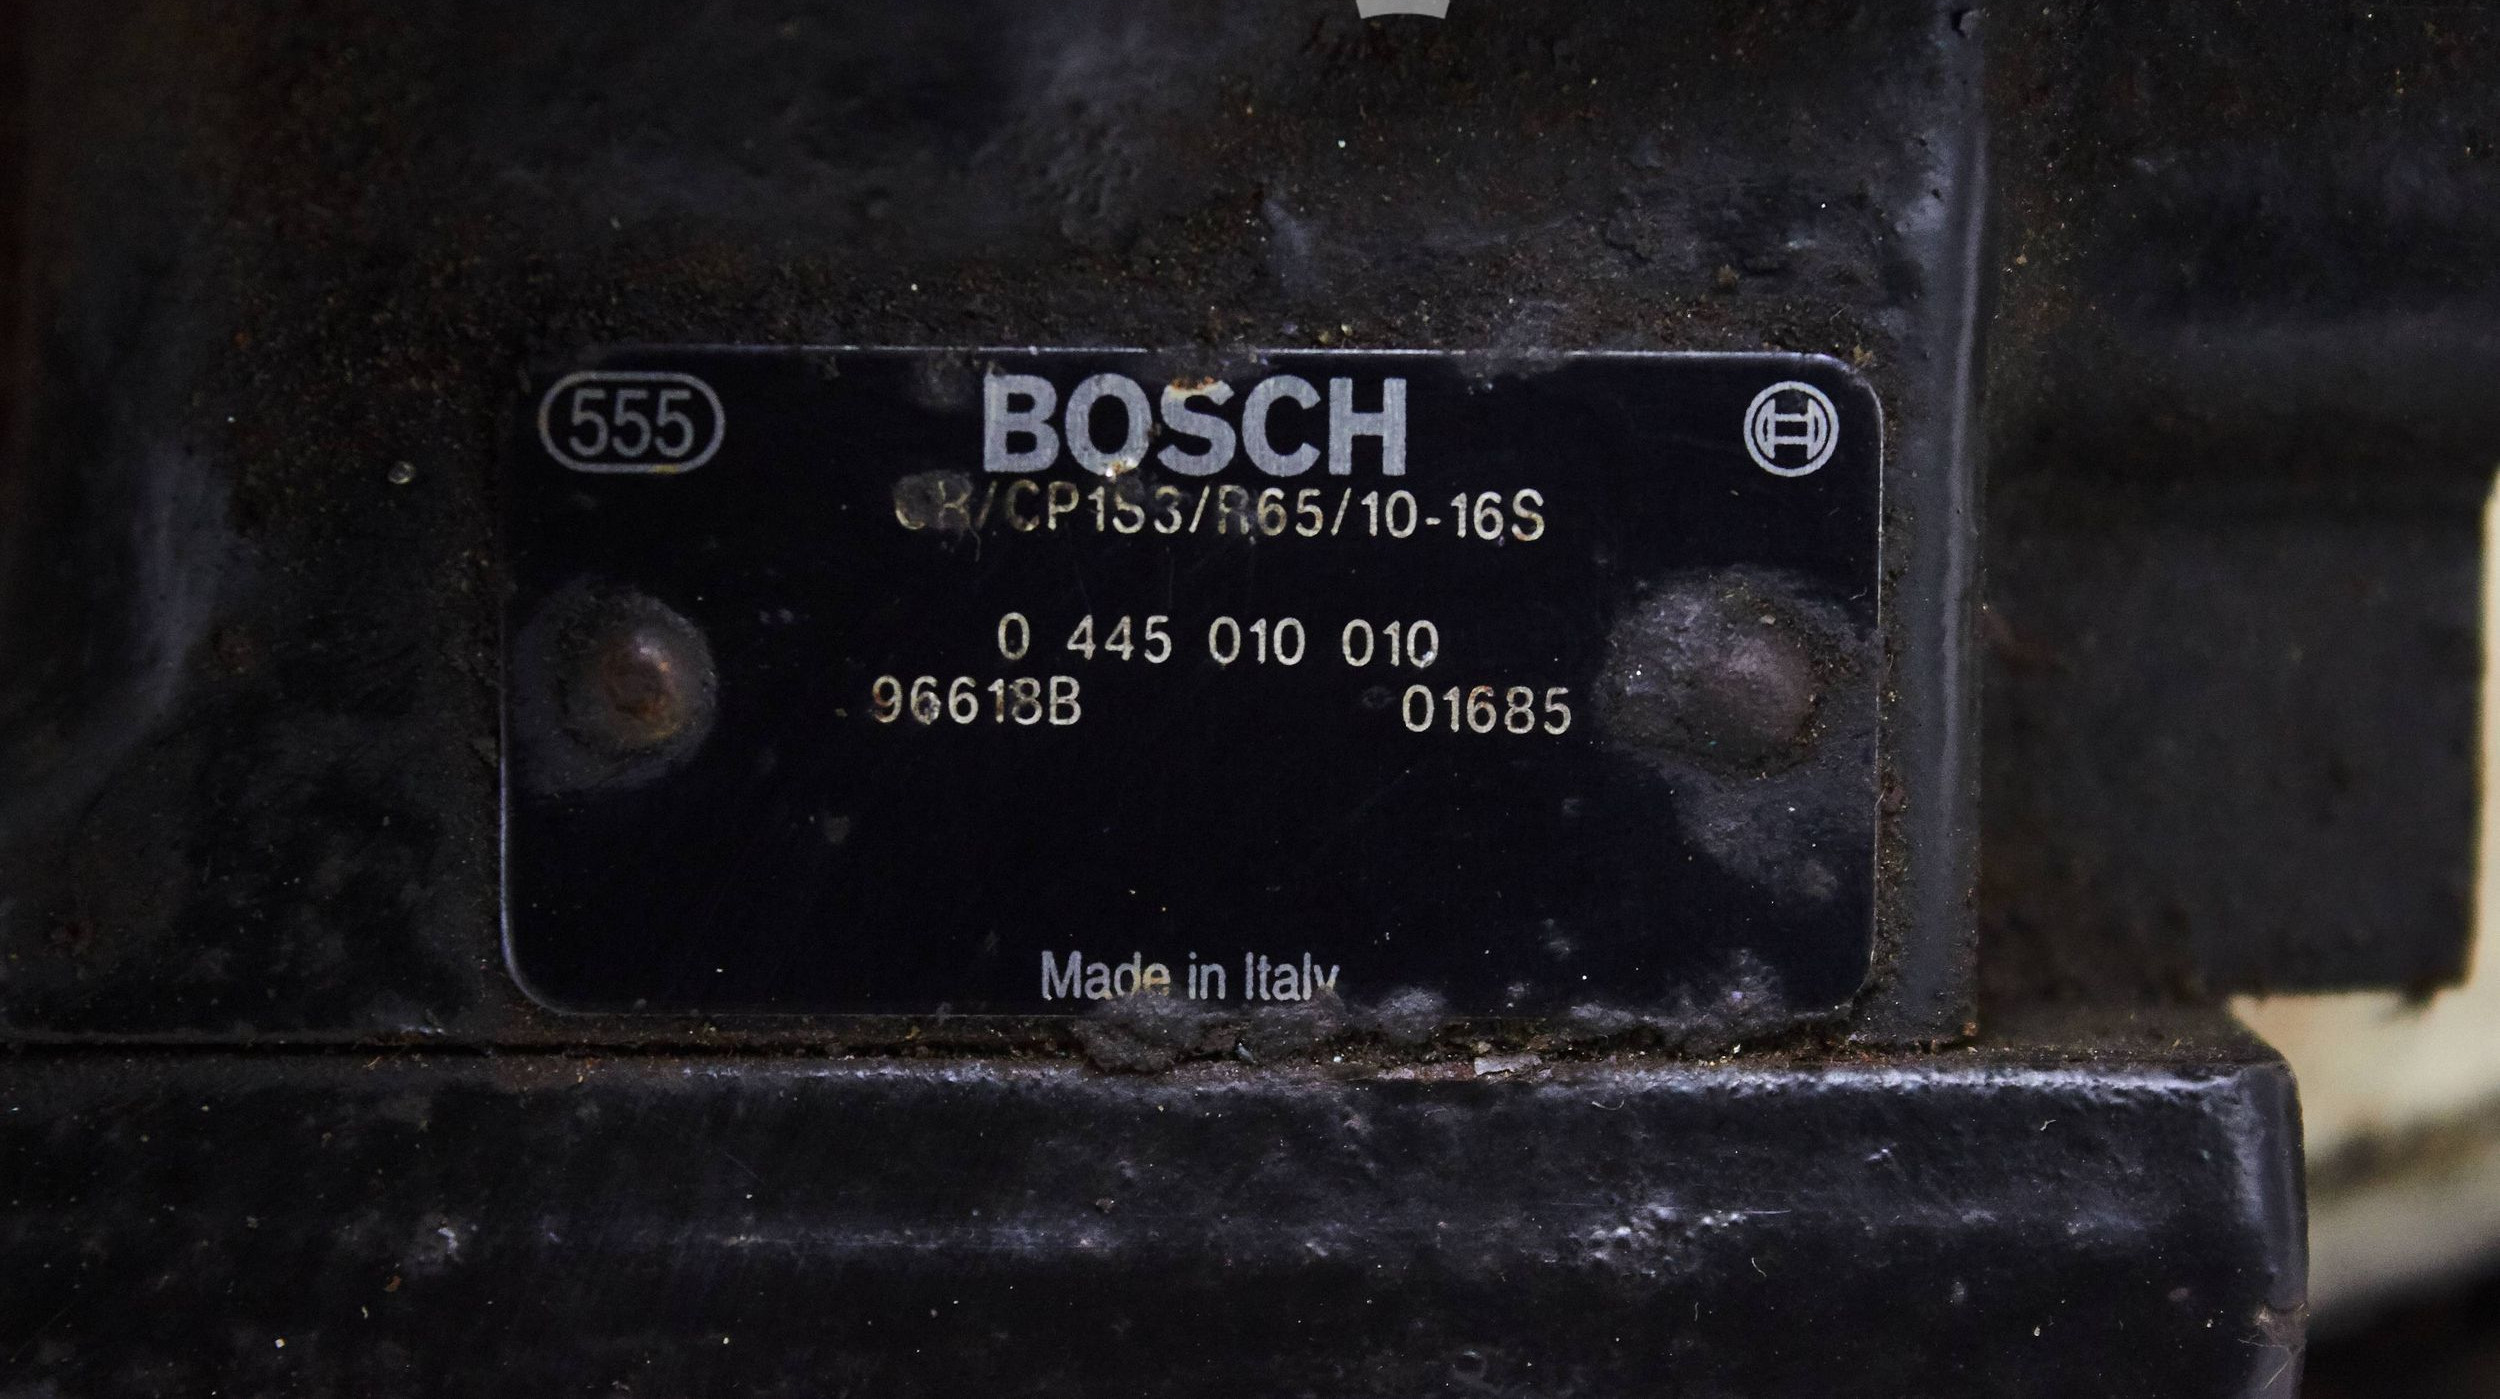 555
BOSCH
CR/CP1S3/R65/10-16S
0 445 010 010
96618B 01685
Made in Italy